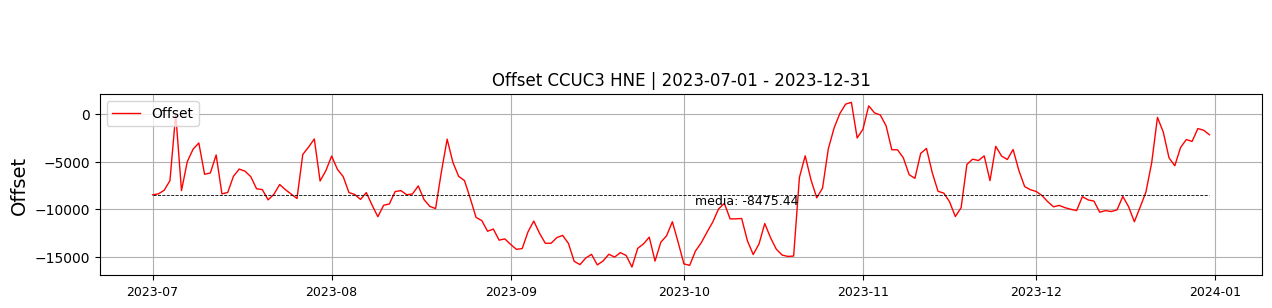 Offset CCUC3 HNE | 2023-07-01 - 2023-12-31
Offset
Offset
0
−5000
−10000
−15000
media: -8475.44
2023-07
2023-08
2023-09
2023-10
2023-11
2023-12
2024-01